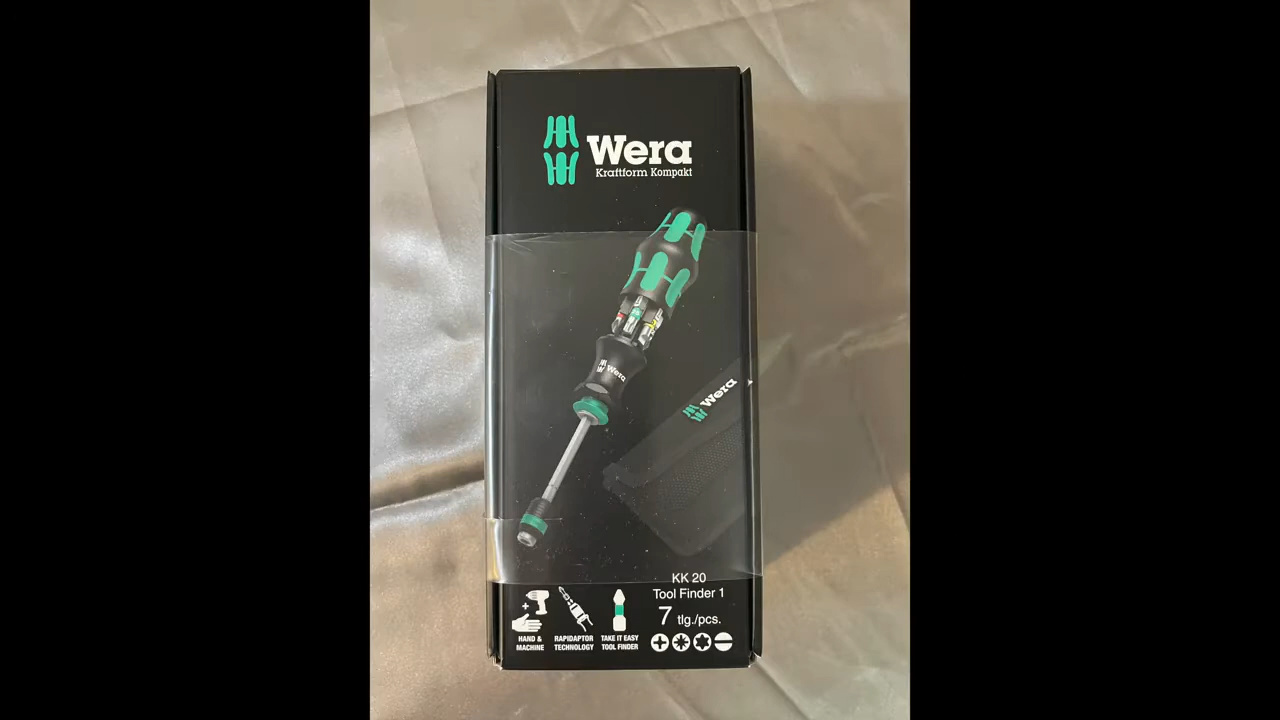 Wera
Kraftform Kompakt
Wera
Wera
KK 20
Tool Finder 1
7 tlg./pcs.
HAND &
MACHINE
RAPIDAPTOR
TECHNOLOGY
TAKE IT EASY
TOOL FINDER